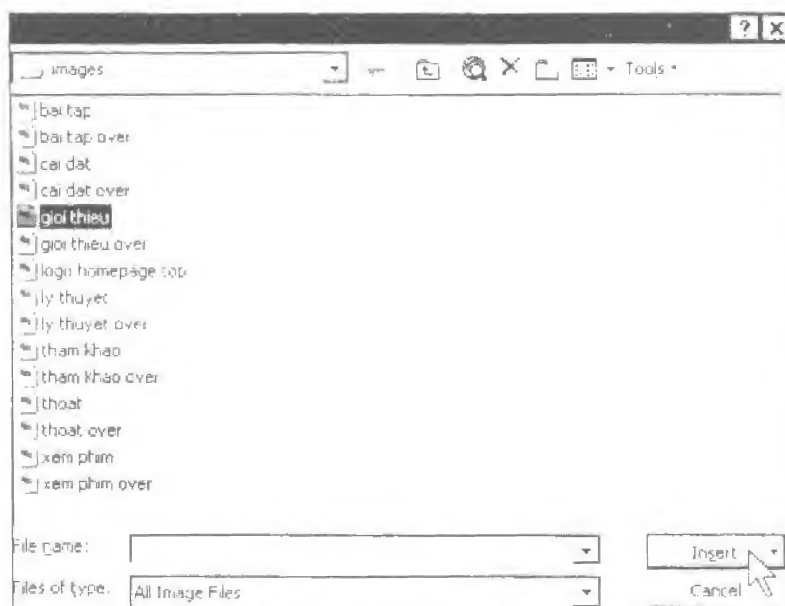 images
Tools
bai tap
bai tap over
cai dat
cai dat over
gioi thieu
gioi thieu over
logo homepage top
ly thuyet
ly thuyet over
tham khao
tham khao over
thoat
thoat over
xem phim
xem phim over
File name:
Insert
Files of type: All Image Files
Cancel